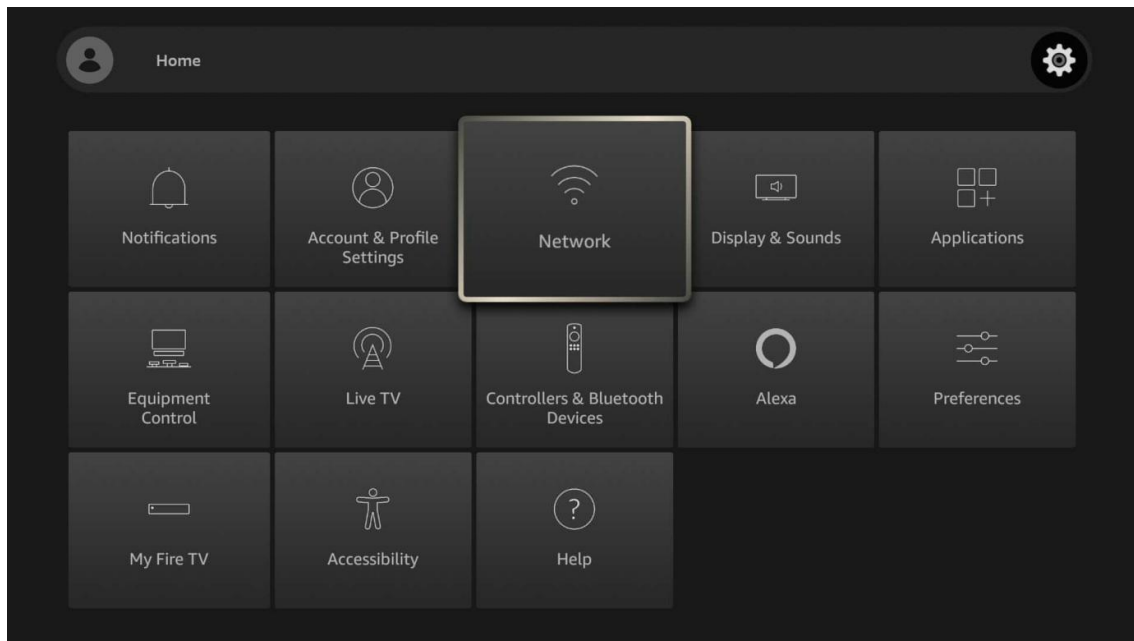 Home
Notifications
Account & Profile
Settings
Network
Display & Sounds
Applications
Equipment
Control
Live TV
Controllers & Bluetooth
Devices
Alexa
Preferences
My Fire TV
Accessibility
?
Help